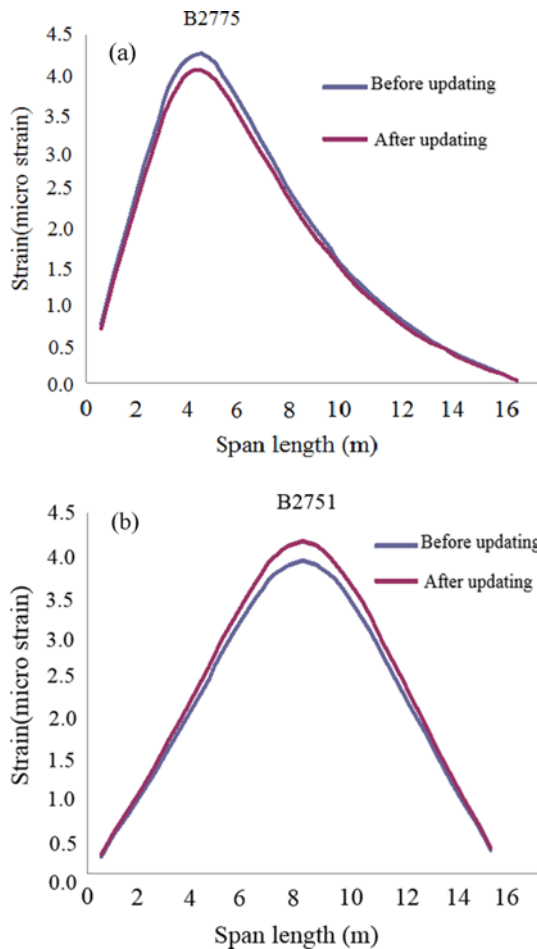 B2775
(a)
4.5
4.0
3.5
3.0
2.0
1.5
1.0
0.5
0.0
Strain(micro strain)
Before updating
After updating
0 2 4 6 8 10 12 14 16
Span length (m)
B2751
(b)
4.5
4.0
3.5
3.0
2.5
2.0
1.5
1.0
0.5
0.0
Strain(micro strain)
Before updating
After updating
0 2 4 6 8 10 12 14 16
Span length (m)